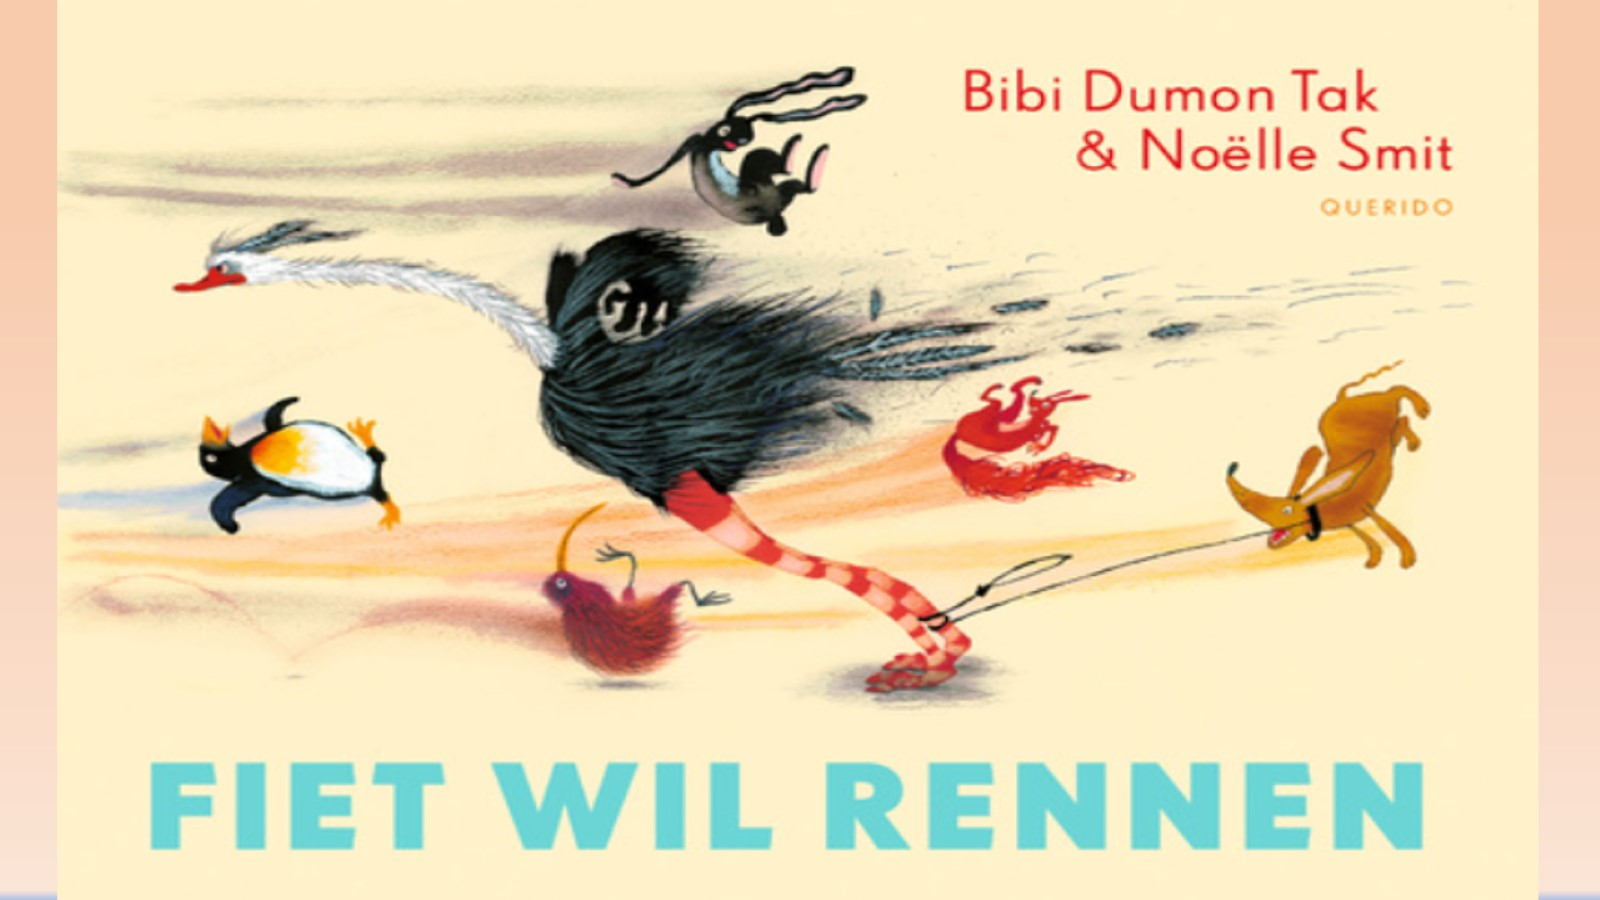 Bibi Dumon Tak
& Noëlle Smit
QUERIDO
FIET WIL RENNEN